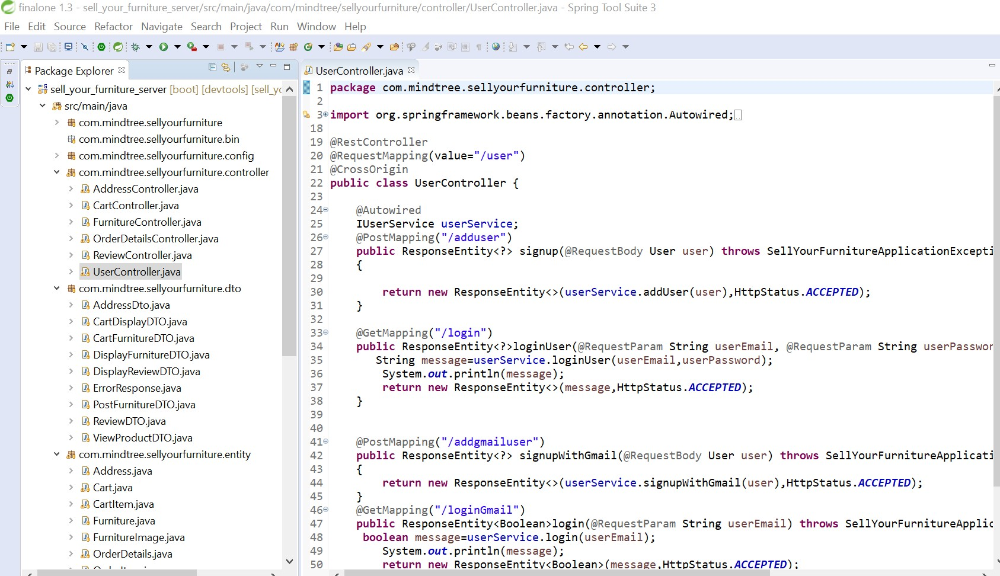 finalone 1.3 - sell_your_furniture_server/src/main/java/com/mindtree/sellyourfurniture/controller/UserController.java - Spring Tool Suite 3
File Edit Source Refactor Navigate Search Project Run Window Help
Package Explorer
sell_your_furniture_server [boot] [devtools] [sell_yo
src/main/java
com.mindtree.sellyourfurniture
com.mindtree.sellyourfurniture.bin
com.mindtree.sellyourfurniture.config
com.mindtree.sellyourfurniture.controller
AddressController.java
CartController.java
FurnitureController.java
OrderDetailsController.java
ReviewController.java
UserController.java
com.mindtree.sellyourfurniture.dto
AddressDto.java
CartDisplayDTO.java
CartFurnitureDTO.java
DisplayFurnitureDTO.java
DisplayReviewDTO.java
ErrorResponse.java
PostFurnitureDTO.java
ReviewDTO.java
ViewProductDTO.java
com.mindtree.sellyourfurniture.entity
Address.java
Cart.java
CartItem.java
Furniture.java
FurnitureImage.java
OrderDetails.java
UserController.java
1 package com.mindtree.sellyourfurniture.controller;
2
3 import org.springframework.beans.factory.annotation.Autowired;
18
19 @RestController
20 @RequestMapping(value="/user")
21 @CrossOrigin
22 public class UserController {
23
24 @Autowired
25 IUserService userService;
26 @PostMapping("/adduser")
27 public ResponseEntity<?> signup(@RequestBody User user) throws SellYourFurnitureApplicationExcepti
28 {
29
30 return new ResponseEntity<>(userService.addUser(user),HttpStatus.ACCEPTED);
31 }
32
33 @GetMapping("/login")
34 public ResponseEntity<?>loginUser(@RequestParam String userEmail, @RequestParam String userPasswor
35 String message=userService.loginUser(userEmail,userPassword);
36 System.out.println(message);
37 return new ResponseEntity<>(message,HttpStatus.ACCEPTED);
38 }
39
40
41 @PostMapping("/addgmailuser")
42 public ResponseEntity<?> signupWithGmail(@RequestBody User user) throws SellYourFurnitureApplicati
43 {
44 return new ResponseEntity<>(userService.signupWithGmail(user),HttpStatus.ACCEPTED);
45 }
46 @GetMapping("/loginGmail")
47 public ResponseEntity<Boolean>login(@RequestParam String userEmail) throws SellYourFurnitureApplic
48 boolean message=userService.login(userEmail);
49 System.out.println(message);
50 return new ResponseEntity<Boolean>(message,HttpStatus.ACCEPTED);